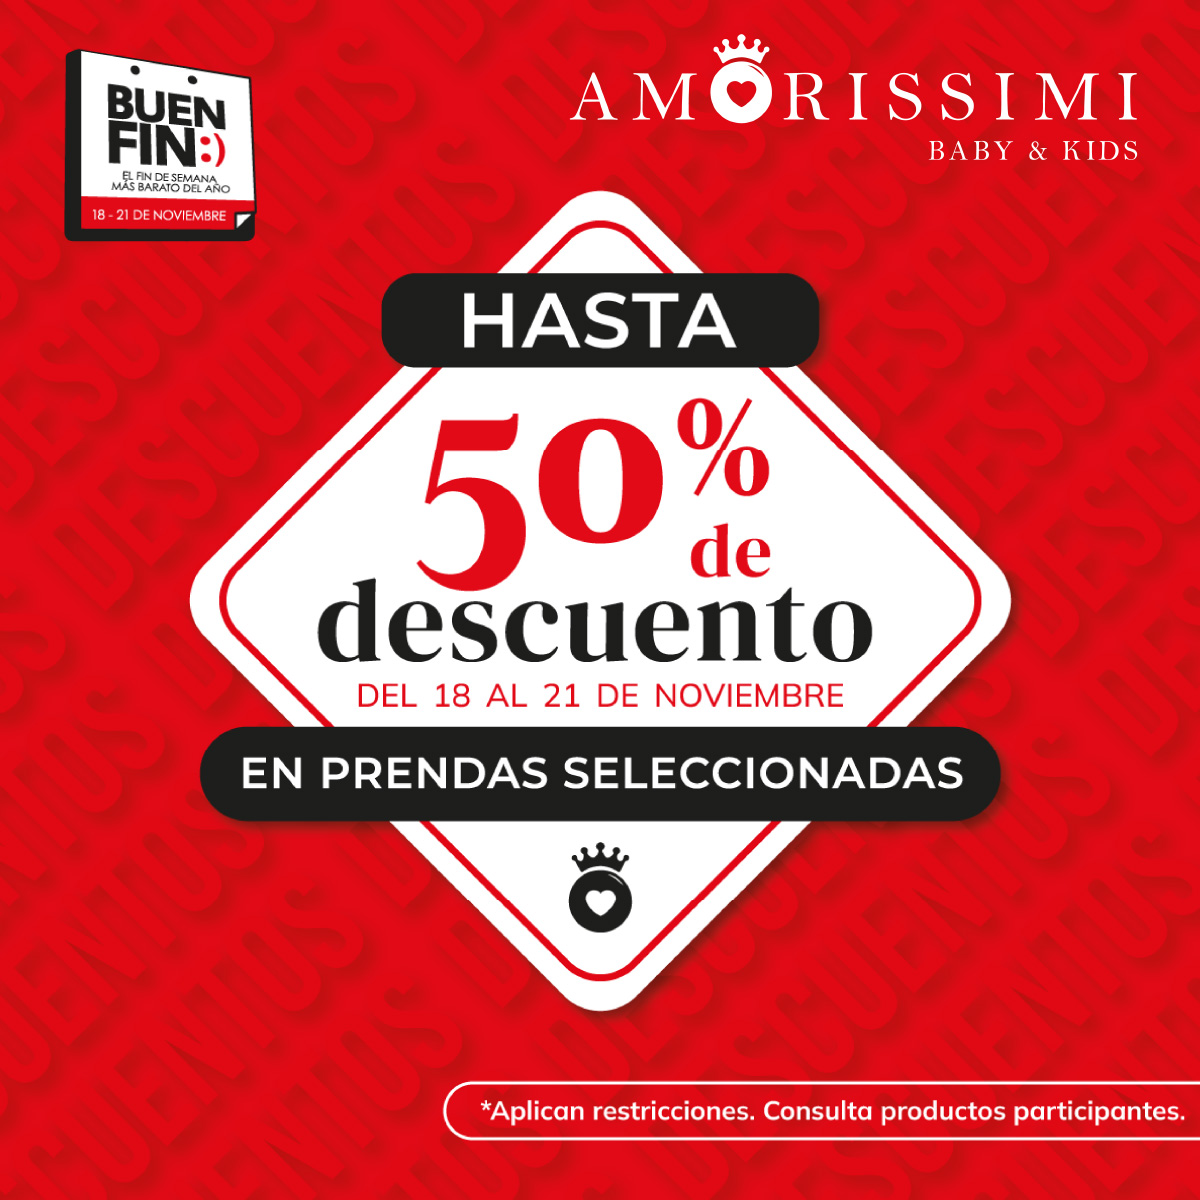 BUEN
FIN:)
EL FIN DE SEMANA
MÁS BARATO DEL AÑO
18 - 21 DE NOVIEMBRE
AMORISSIMI
BABY & KIDS
HASTA
50%
de
descuento
DEL 18 AL 21 DE NOVIEMBRE
EN PRENDAS SELECCIONADAS
*Aplican restricciones. Consulta productos participantes.
DESCUENTOS